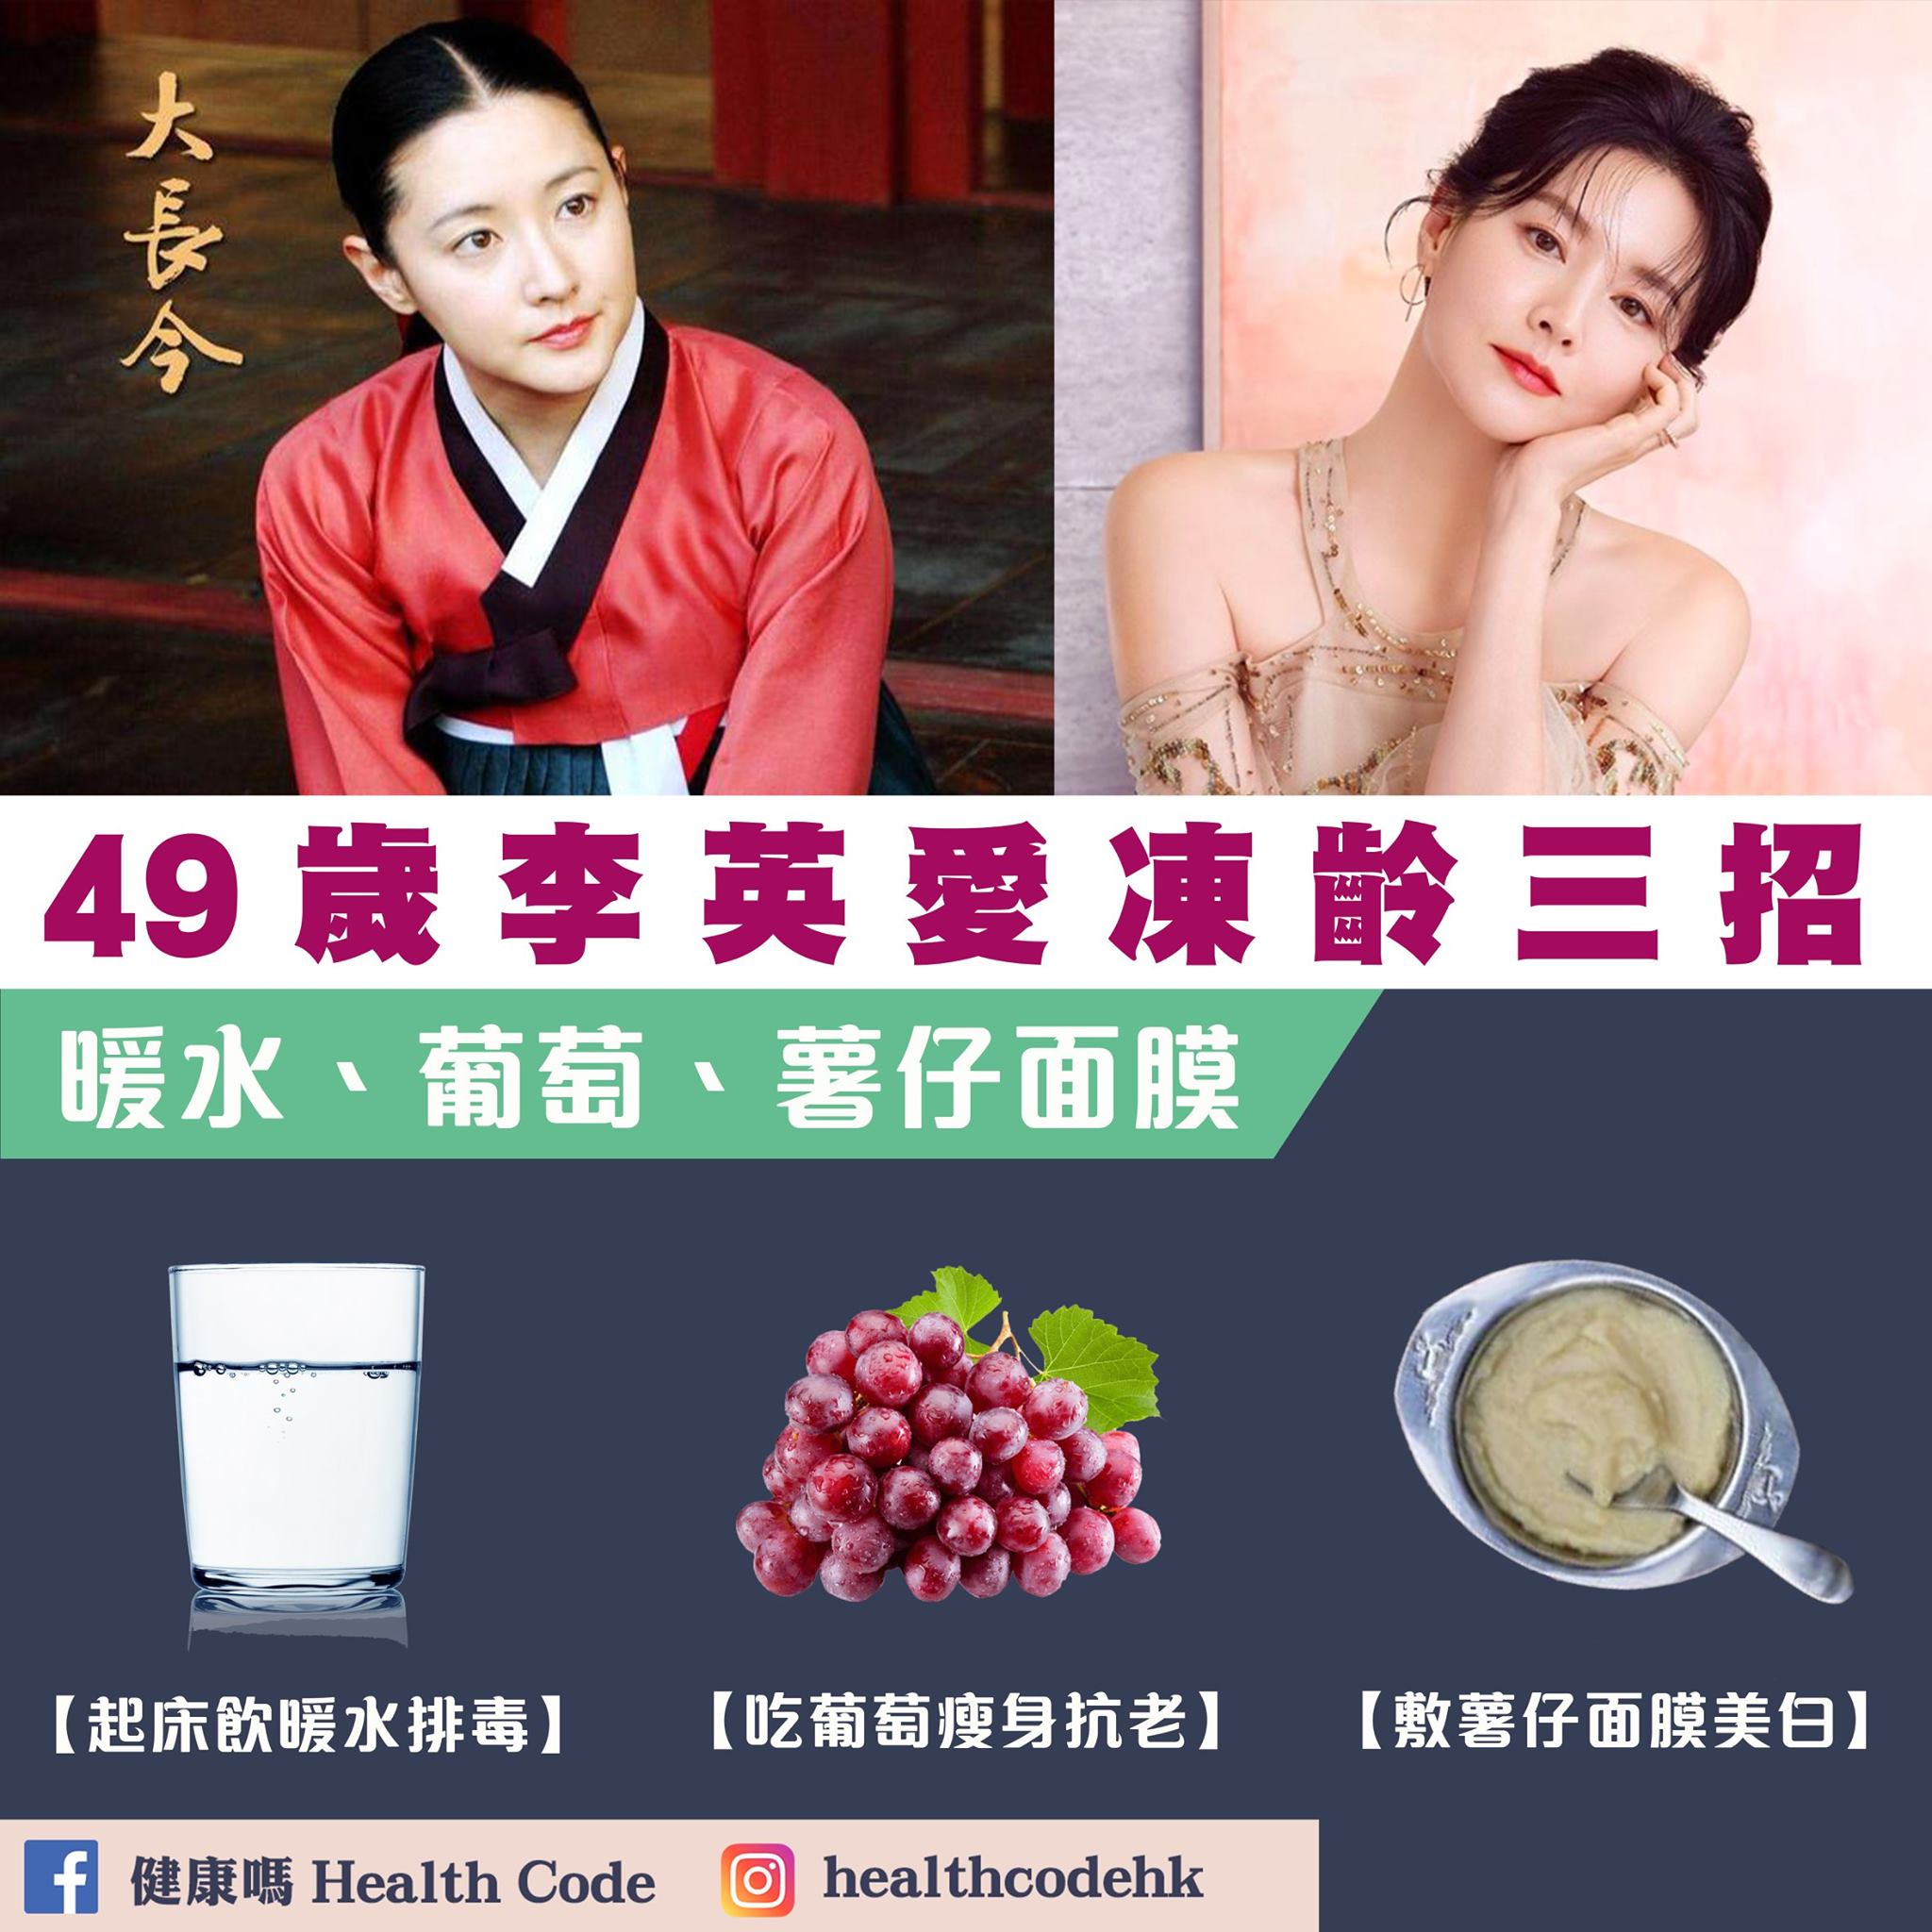 大長今
49歲李英愛凍齡三招
暖水、葡萄、薯仔面膜
【起床飲暖水排毒】
【吃葡萄瘦身抗老】
【敷薯仔面膜美白】
健康嗎 Health Code
healthcodehk